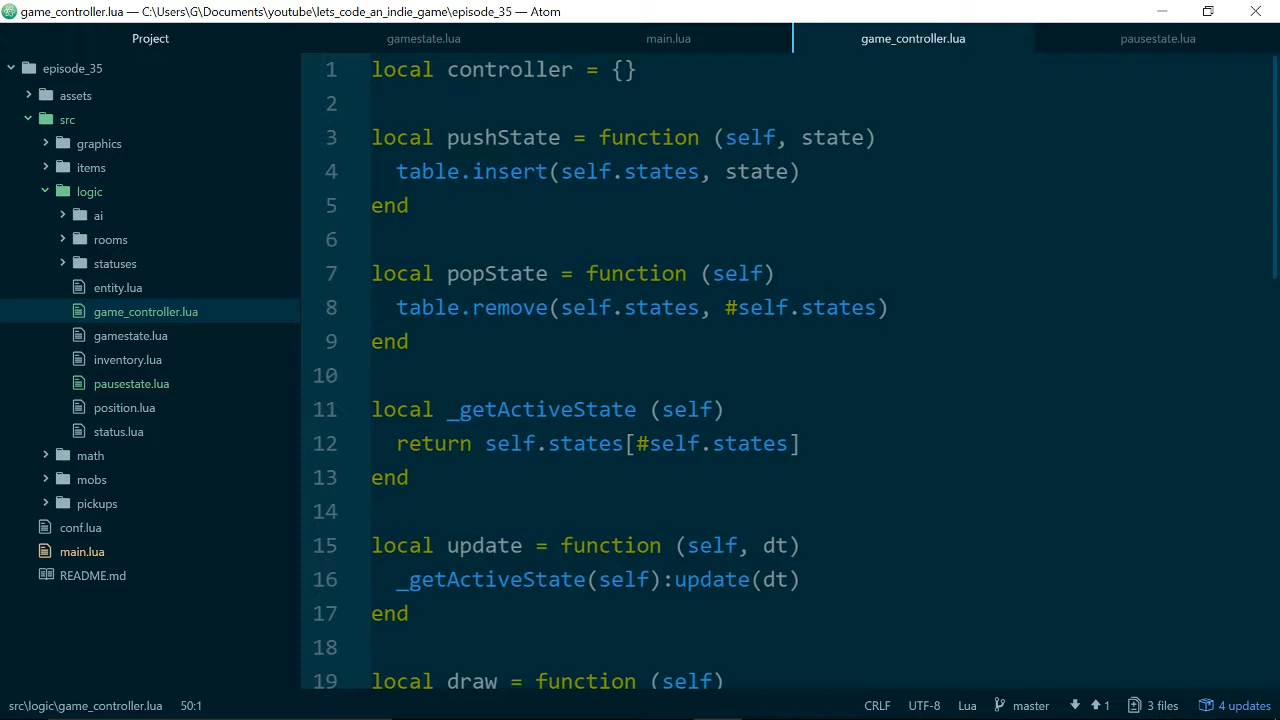 game_controller.lua — C:\Users\G\Documents\youtube\lets_code_an_indie_game\episode_35 — Atom
Project
gamestate.lua
main.lua
game_controller.lua
pausestate.lua
episode_35
assets
src
graphics
items
logic
ai
rooms
statuses
entity.lua
game_controller.lua
gamestate.lua
inventory.lua
pausestate.lua
position.lua
status.lua
math
mobs
pickups
conf.lua
main.lua
README.md
1 local controller = {}
2
3 local pushState = function (self, state)
4   table.insert(self.states, state)
5 end
6
7 local popState = function (self)
8   table.remove(self.states, #self.states)
9 end
10
11 local _getActiveState (self)
12   return self.states[#self.states]
13 end
14
15 local update = function (self, dt)
16   _getActiveState(self):update(dt)
17 end
18
19 local draw = function (self)
src\logic\game_controller.lua 50:1 CRLF UTF-8 Lua master 1 3 files 4 updates